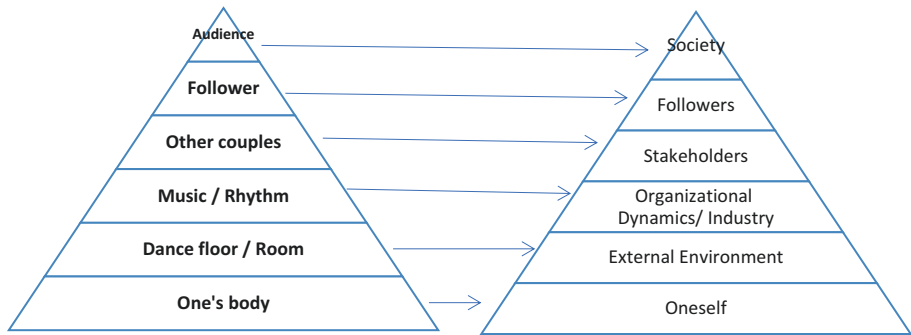 Audience
Follower
Other couples
Music / Rhythm
Dance floor / Room
One's body
Society
Followers
Stakeholders
Organizational
Dynamics/ Industry
External Environment
Oneself